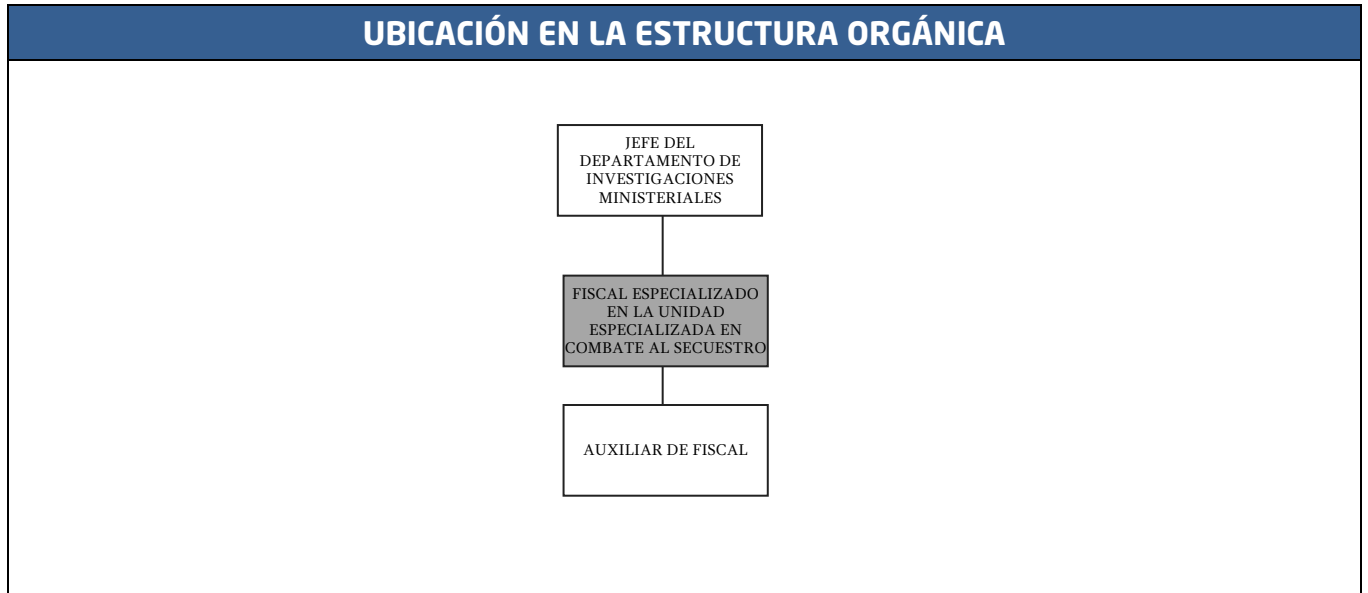 UBICACIÓN EN LA ESTRUCTURA ORGÁNICA
JEFE DEL
DEPARTAMENTO DE
INVESTIGACIONES
MINISTERIALES
FISCAL ESPECIALIZADO
EN LA UNIDAD
ESPECIALIZADA EN
COMBATE AL SECUESTRO
AUXILIAR DE FISCAL